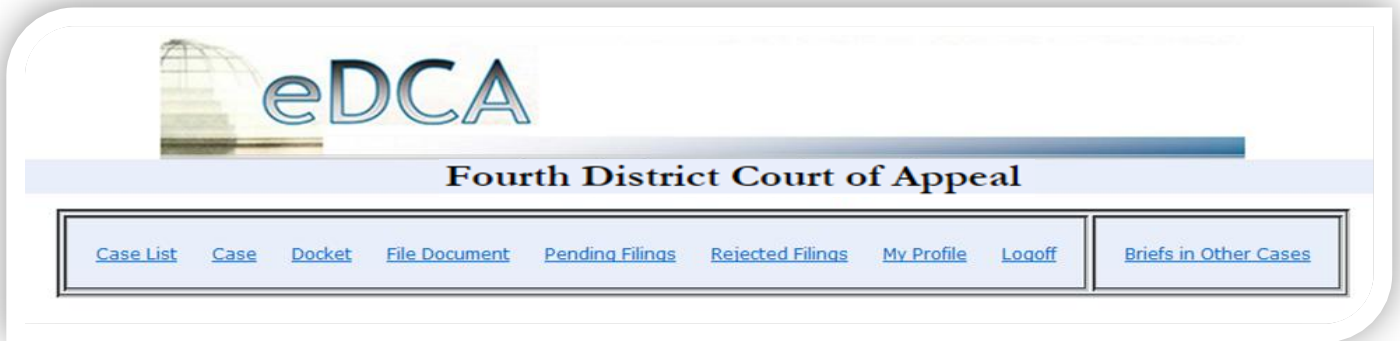 eDCA
Fourth District Court of Appeal
Case List Case Docket File Document Pending Filings Rejected Filings My Profile Logoff Briefs in Other Cases